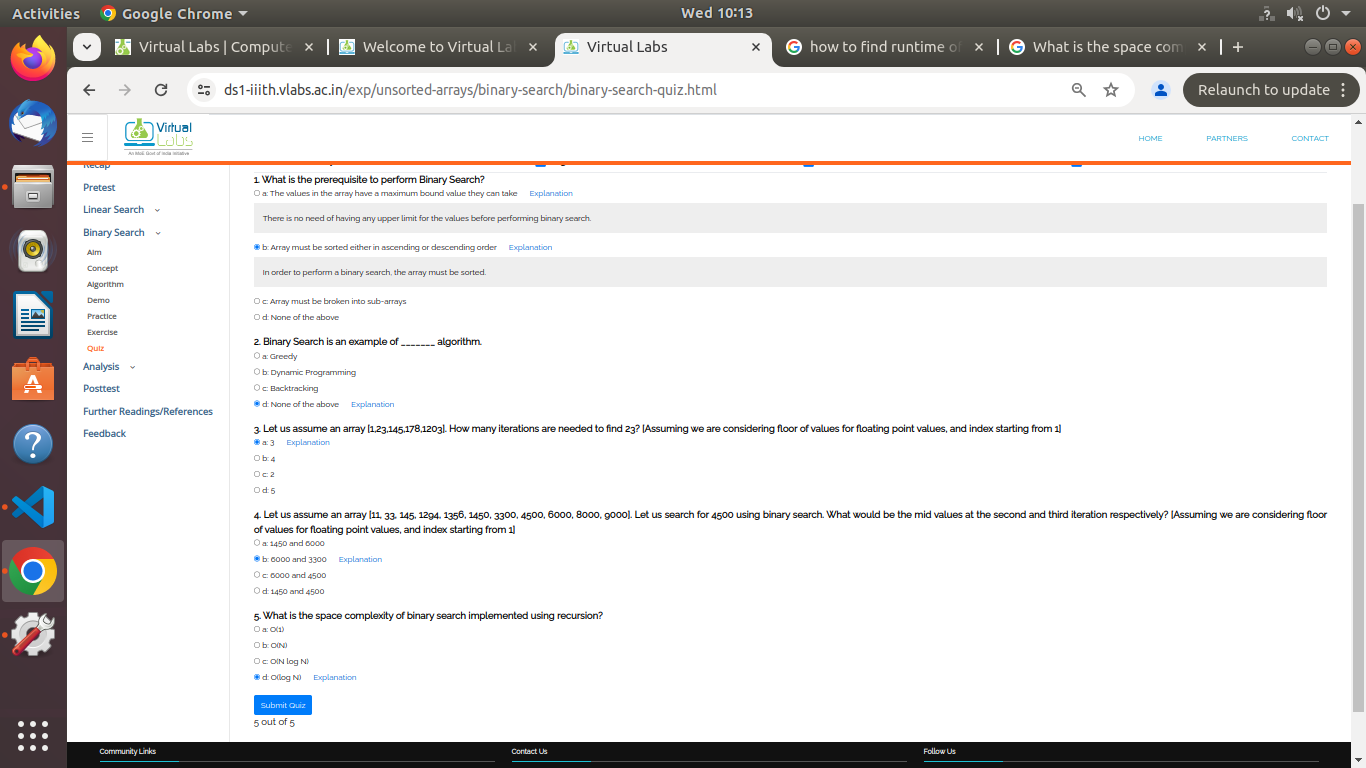 Activities
Google Chrome
Wed 10:13
Virtual Labs | Compute
Welcome to Virtual La
Virtual Labs
how to find runtime o
What is the space com
ds1-iiith.vlabs.ac.in/exp/unsorted-arrays/binary-search/binary-search-quiz.html
Relaunch to update
Virtual
Labs
An MoE Govt of India Initiative
HOME
PARTNERS
CONTACT
Recap
Pretest
Linear Search
Binary Search
Aim
Concept
Algorithm
Demo
Practice
Exercise
Quiz
Analysis
Posttest
Further Readings/References
Feedback
1. What is the prerequisite to perform Binary Search?
a: The values in the array have a maximum bound value they can take Explanation
There is no need of having any upper limit for the values before performing binary search.
b: Array must be sorted either in ascending or descending order Explanation
In order to perform a binary search, the array must be sorted.
c: Array must be broken into sub-arrays
d: None of the above
2. Binary Search is an example of _______ algorithm.
a: Greedy
b: Dynamic Programming
c: Backtracking
d: None of the above Explanation
3. Let us assume an array [1,23,145,178,1203]. How many iterations are needed to find 23? [Assuming we are considering floor of values for floating point values, and index starting from 1]
a: 3 Explanation
b: 4
c: 2
d: 5
4. Let us assume an array [11, 33, 145, 1294, 1356, 1450, 3300, 4500, 6000, 8000, 9000]. Let us search for 4500 using binary search. What would be the mid values at the second and third iteration respectively? [Assuming we are considering floor
of values for floating point values, and index starting from 1]
a: 1450 and 6000
b: 6000 and 3300 Explanation
c: 6000 and 4500
d: 1450 and 4500
5. What is the space complexity of binary search implemented using recursion?
a: O(1)
b: O(N)
c: O(N log N)
d: O(log N) Explanation
Submit Quiz
5 out of 5
Community Links
Contact Us
Follow Us